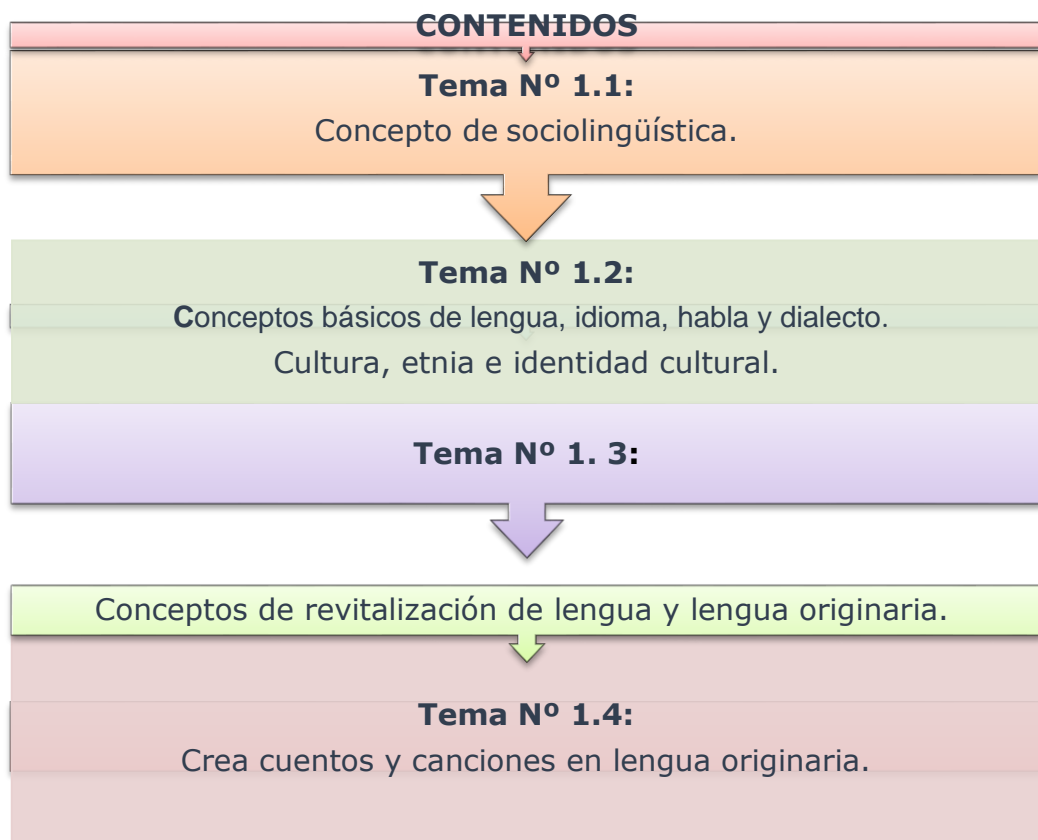 CONTENIDOS
Tema Nº 1.1:
Concepto de sociolingüística.
Tema Nº 1.2:
Conceptos básicos de lengua, idioma, habla y dialecto.
Cultura, etnia e identidad cultural.
Tema Nº 1. 3:
Conceptos de revitalización de lengua y lengua originaria.
Tema Nº 1.4:
Crea cuentos y canciones en lengua originaria.